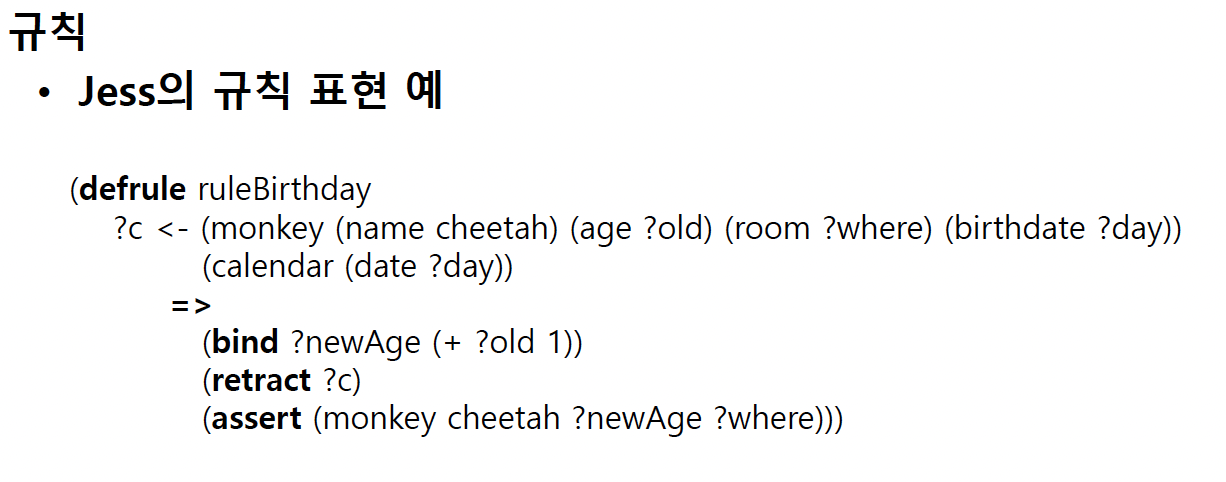 규칙
• Jess의 규칙 표현 예
(defrule ruleBirthday
?c <- (monkey (name cheetah) (age ?old) (room ?where) (birthdate ?day))
(calendar (date ?day))
=>
(bind ?newAge (+ ?old 1))
(retract ?c)
(assert (monkey cheetah ?newAge ?where)))